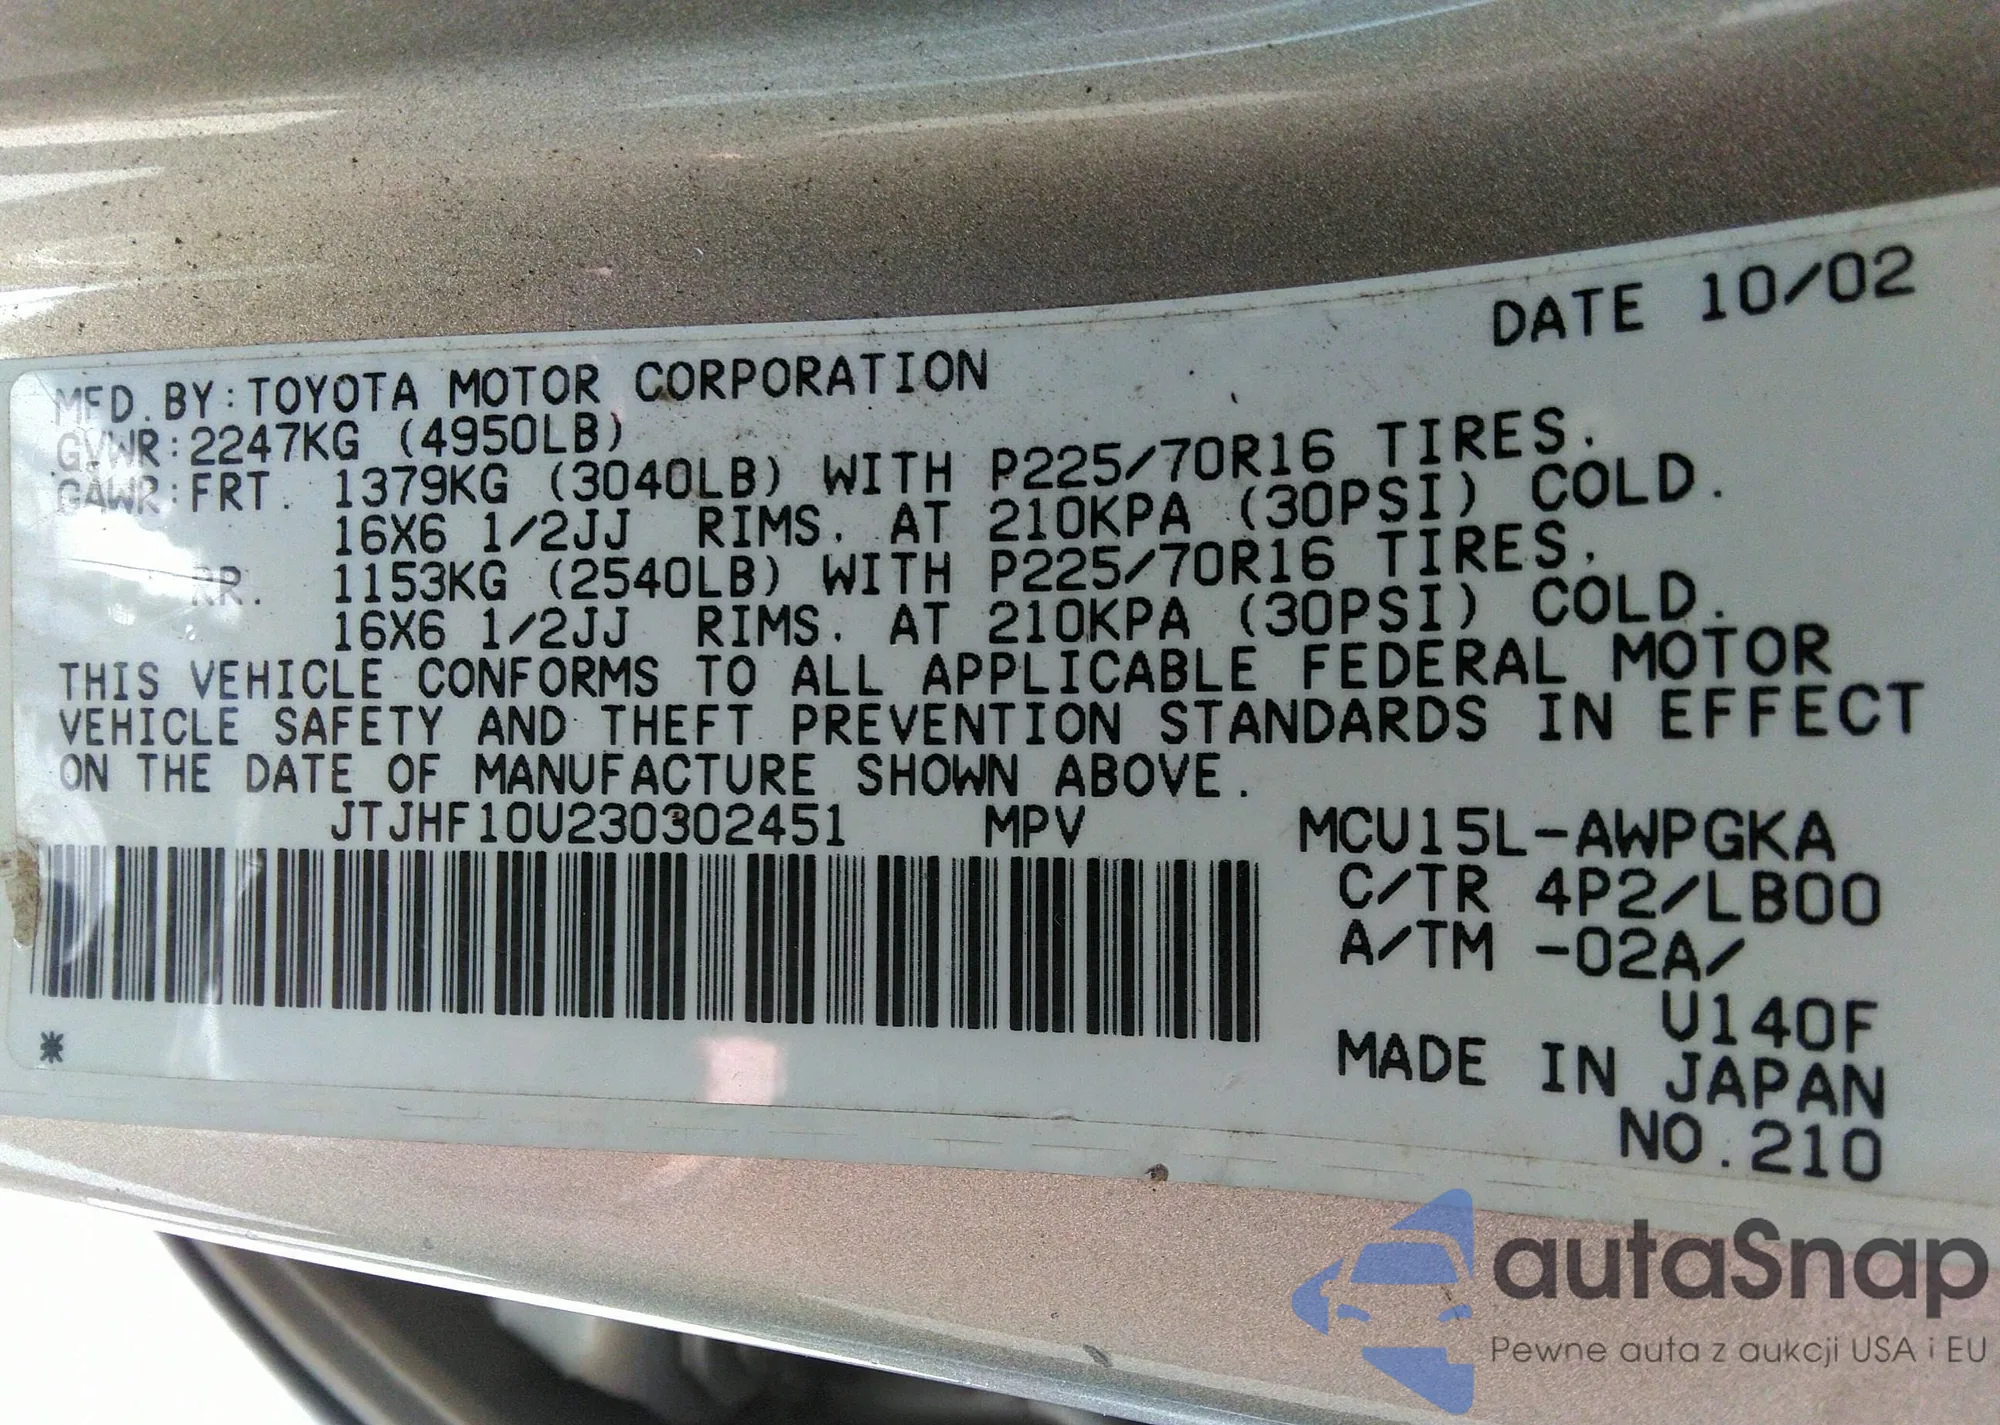 DATE 10/02
MFD.BY:TOYOTA MOTOR CORPORATION
GVWR:2247KG (4950LB)
GAWR:FRT. 1379KG (3040LB) WITH P225/70R16 TIRES.
16X6 1/2JJ RIMS. AT 210KPA (30PSI) COLD.
RR. 1153KG (2540LB) WITH P225/70R16 TIRES.
16X6 1/2JJ RIMS. AT 210KPA (30PSI) COLD.
THIS VEHICLE CONFORMS TO ALL APPLICABLE FEDERAL MOTOR
VEHICLE SAFETY AND THEFT PREVENTION STANDARDS IN EFFECT
ON THE DATE OF MANUFACTURE SHOWN ABOVE.
JTJHF10U230302451 MPV MCU15L-AWPGKA
C/TR 4P2/LB00
A/TM -02A/
U140F
MADE IN JAPAN
NO.210
*
autaSnap
Pewne auta z aukcji USA i EU